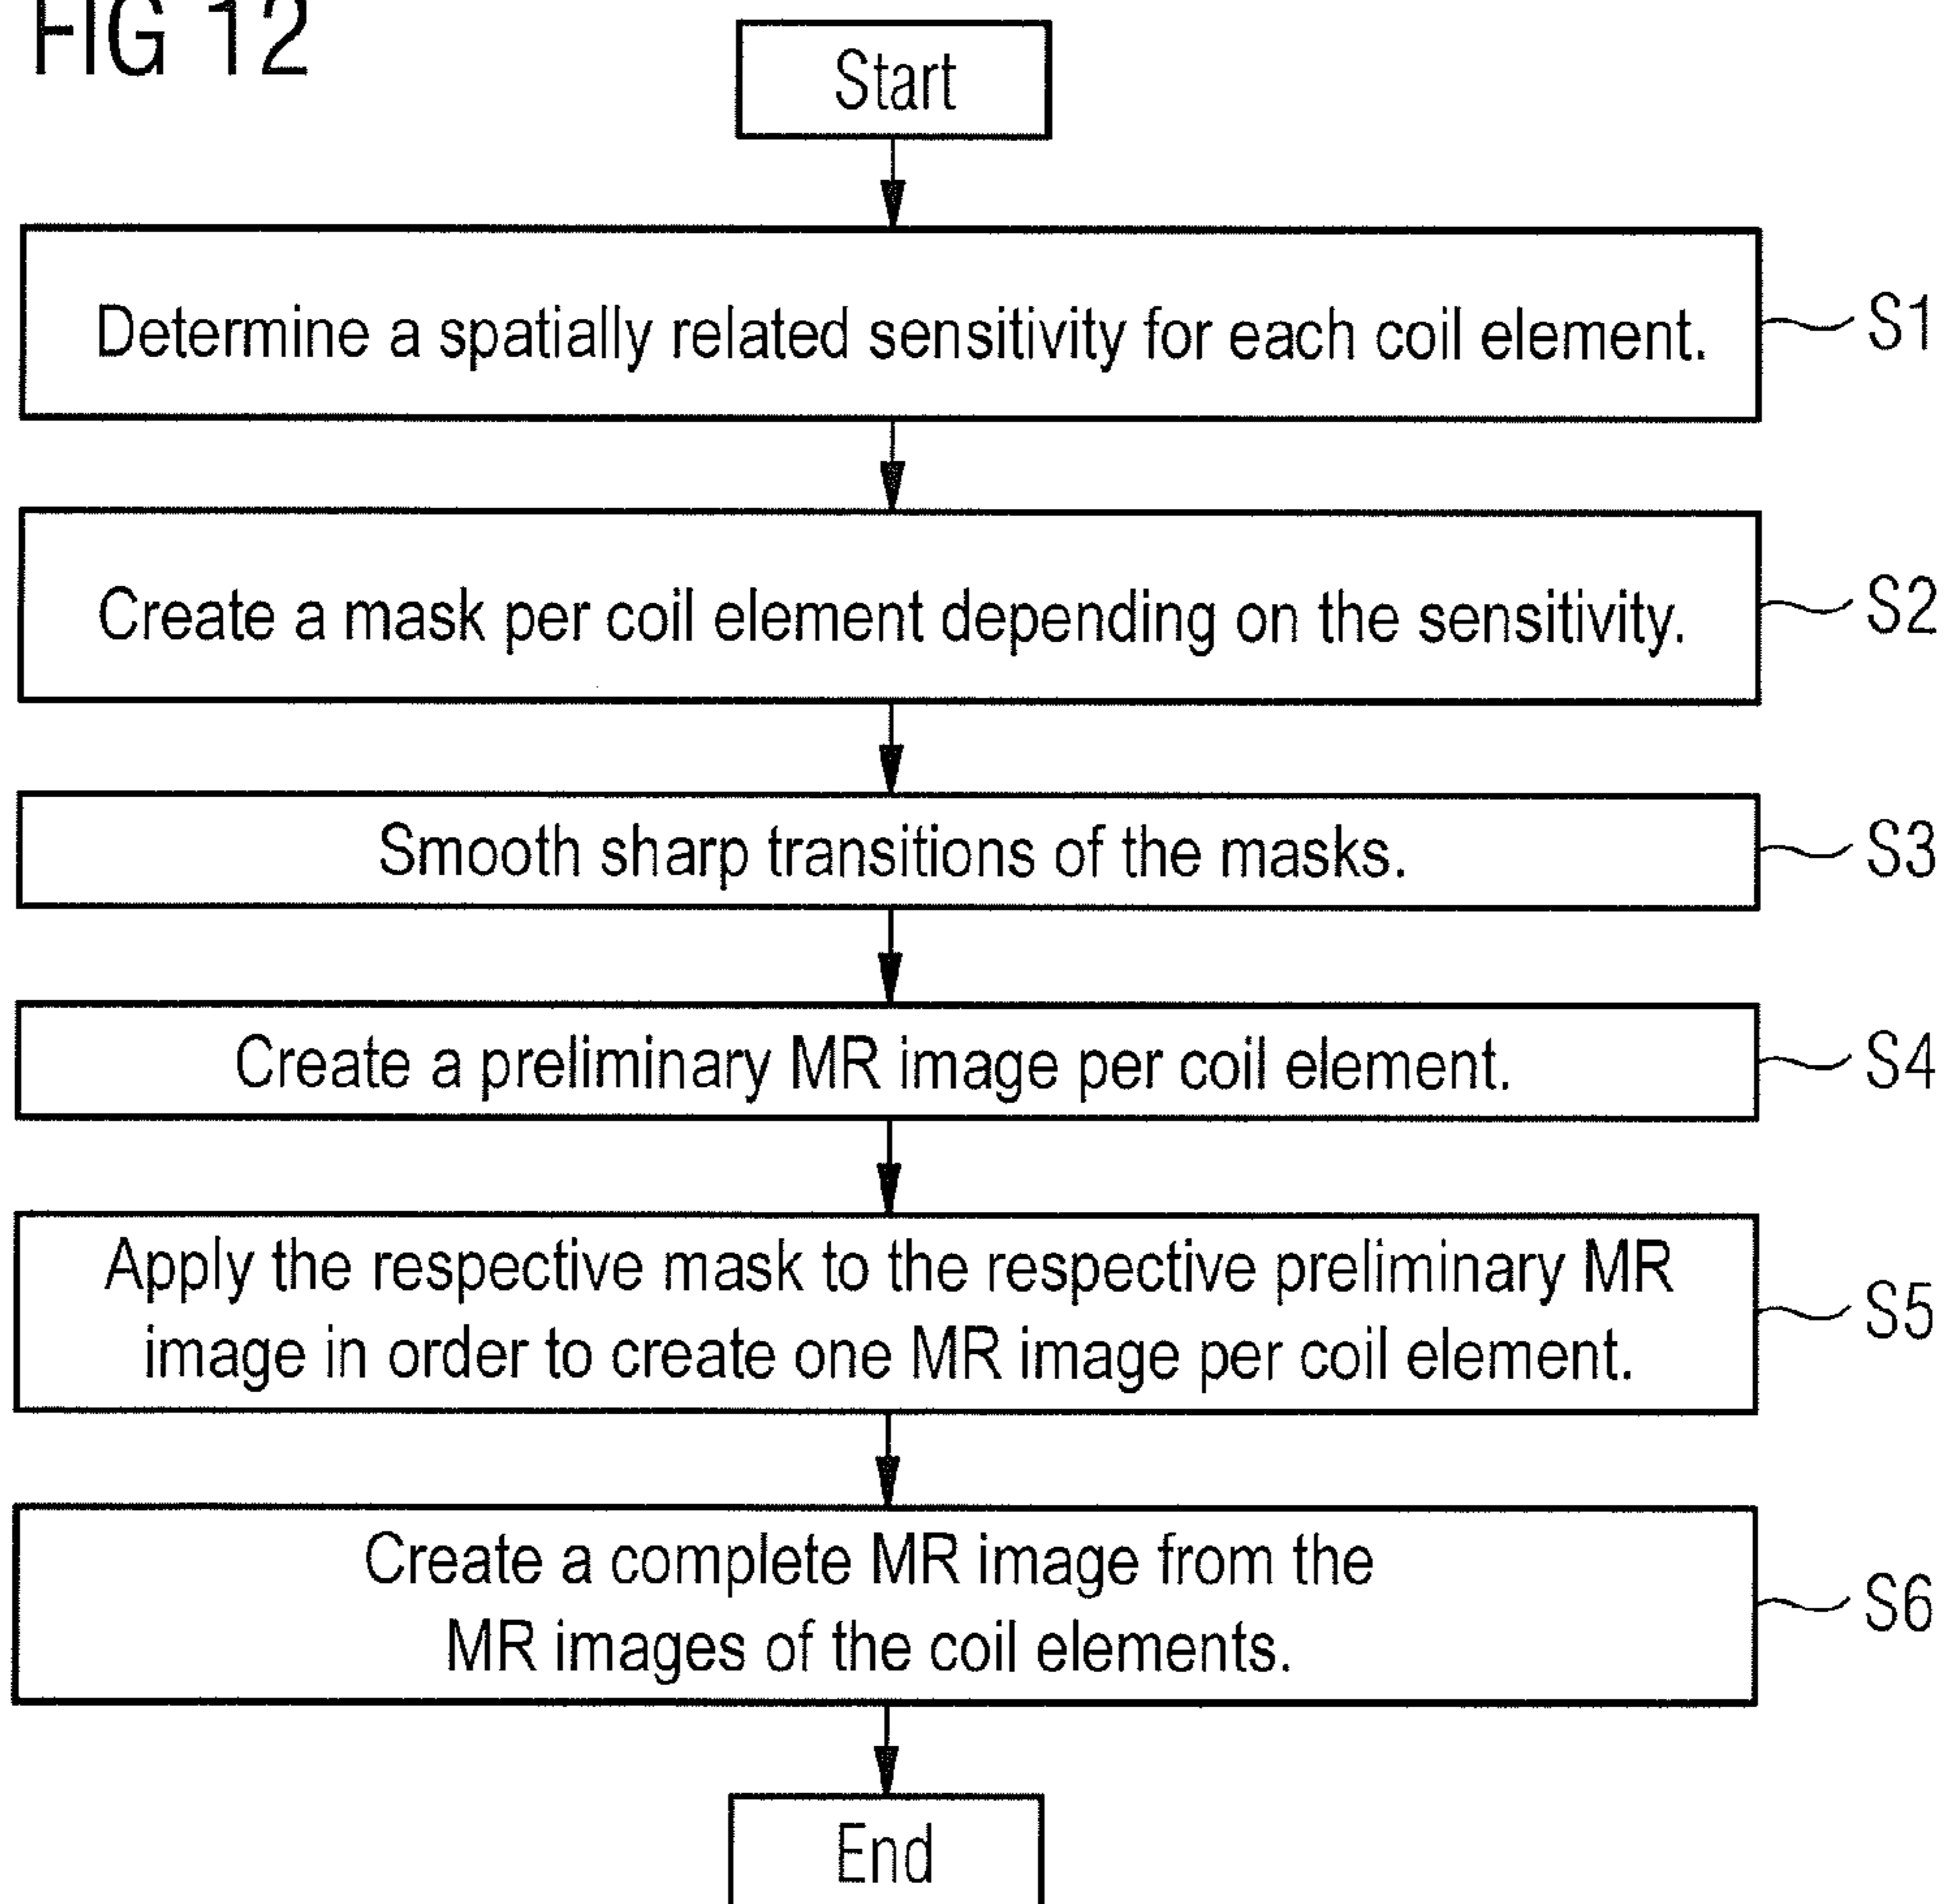 FIG 12
Start
Determine a spatially related sensitivity for each coil element.
S1
Create a mask per coil element depending on the sensitivity.
S2
Smooth sharp transitions of the masks.
S3
Create a preliminary MR image per coil element.
S4
Apply the respective mask to the respective preliminary MR
image in order to create one MR image per coil element.
S5
Create a complete MR image from the
MR images of the coil elements.
S6
End